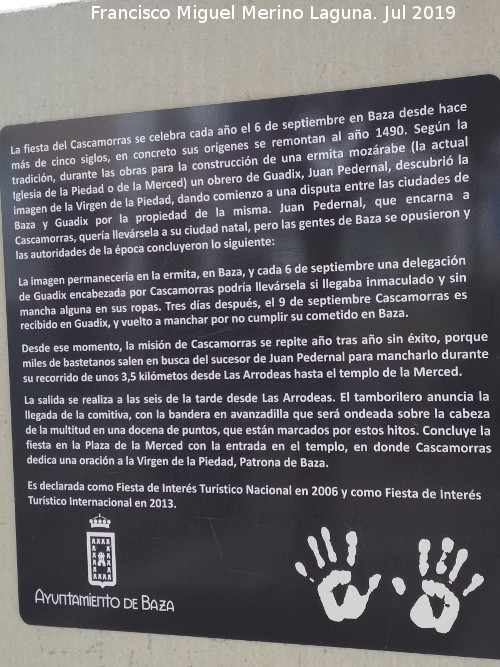 Francisco Miguel Merino Laguna. Jul 2019
La fiesta del Cascamorras se celebra cada año el 6 de septiembre en Baza desde hace
más de cinco siglos, en concreto sus orígenes se remontan al año 1490. Según la
tradición, durante las obras para la construcción de una ermita mozárabe (la actual
Iglesia de la Piedad o de la Merced) un obrero de Guadix, Juan Pedernal, descubrió la
imagen de la Virgen de la Piedad, dando comienzo a una disputa entre las ciudades de
Baza y Guadix por la propiedad de la misma. Juan Pedernal, que encarna a
Cascamorras, quería llevársela a su ciudad natal, pero las gentes de Baza se opusieron y
las autoridades de la época concluyeron lo siguiente:
La imagen permanecería en la ermita, en Baza, y cada 6 de septiembre una delegación
de Guadix encabezada por Cascamorras podría llevársela si llegaba inmaculado y sin
mancha alguna en sus ropas. Tres días después, el 9 de septiembre Cascamorras es
recibido en Guadix, y vuelto a manchar por no cumplir su cometido en Baza.
Desde ese momento, la misión de Cascamorras se repite año tras año sin éxito, porque
miles de bastetanos salen en busca del sucesor de Juan Pedernal para mancharlo durante
su recorrido de unos 3,5 kilómetos desde Las Arrodeas hasta el templo de la Merced.
La salida se realiza a las seis de la tarde desde Las Arrodeas. El tamborilero anuncia la
llegada de la comitiva, con la bandera en avanzadilla que será ondeada sobre la cabeza
de la multitud en una docena de puntos, que están marcados por estos hitos. Concluye la
fiesta en la Plaza de la Merced con la entrada en el templo, en donde Cascamorras
dedica una oración a la Virgen de la Piedad, Patrona de Baza.
Es declarada como Fiesta de Interés Turístico Nacional en 2006 y como Fiesta de Interés
Turístico Internacional en 2013.
AYUNTAMIENTO DE BAZA